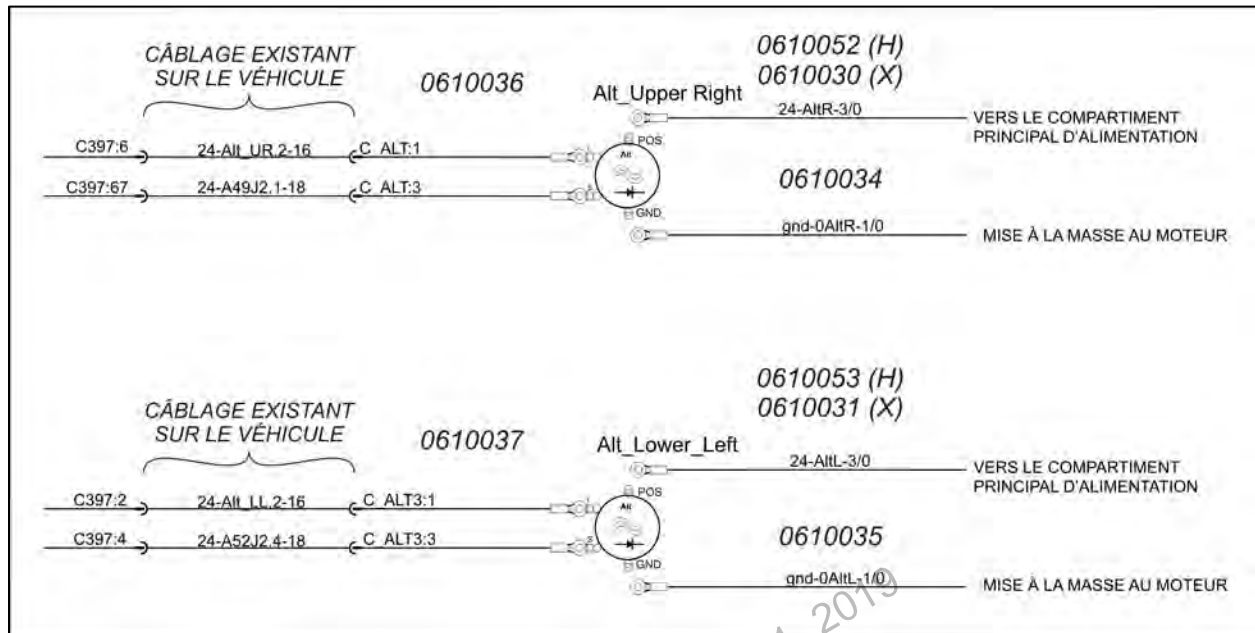 CÂBLAGE EXISTANT
SUR LE VÉHICULE
0610036
0610052 (H)
0610030 (X)
Alt_Upper Right
24-AltR-3/0
VERS LE COMPARTIMENT
PRINCIPAL D'ALIMENTATION
C397:6
24-Alt_UR.2-16
C_ALT:1
POS
Alt
C397:67
24-A49J2.1-18
C_ALT:3
0610034
GND
gnd-0AltR-1/0
MISE À LA MASSE AU MOTEUR
CÂBLAGE EXISTANT
SUR LE VÉHICULE
0610037
0610053 (H)
0610031 (X)
Alt_Lower_Left
24-AltL-3/0
VERS LE COMPARTIMENT
PRINCIPAL D'ALIMENTATION
C397:2
24-Alt_LL.2-16
C_ALT3:1
POS
Alt
C397:4
24-A52J2.4-18
C_ALT3:3
0610035
GND
gnd-0AltL-1/0
MISE À LA MASSE AU MOTEUR
2019